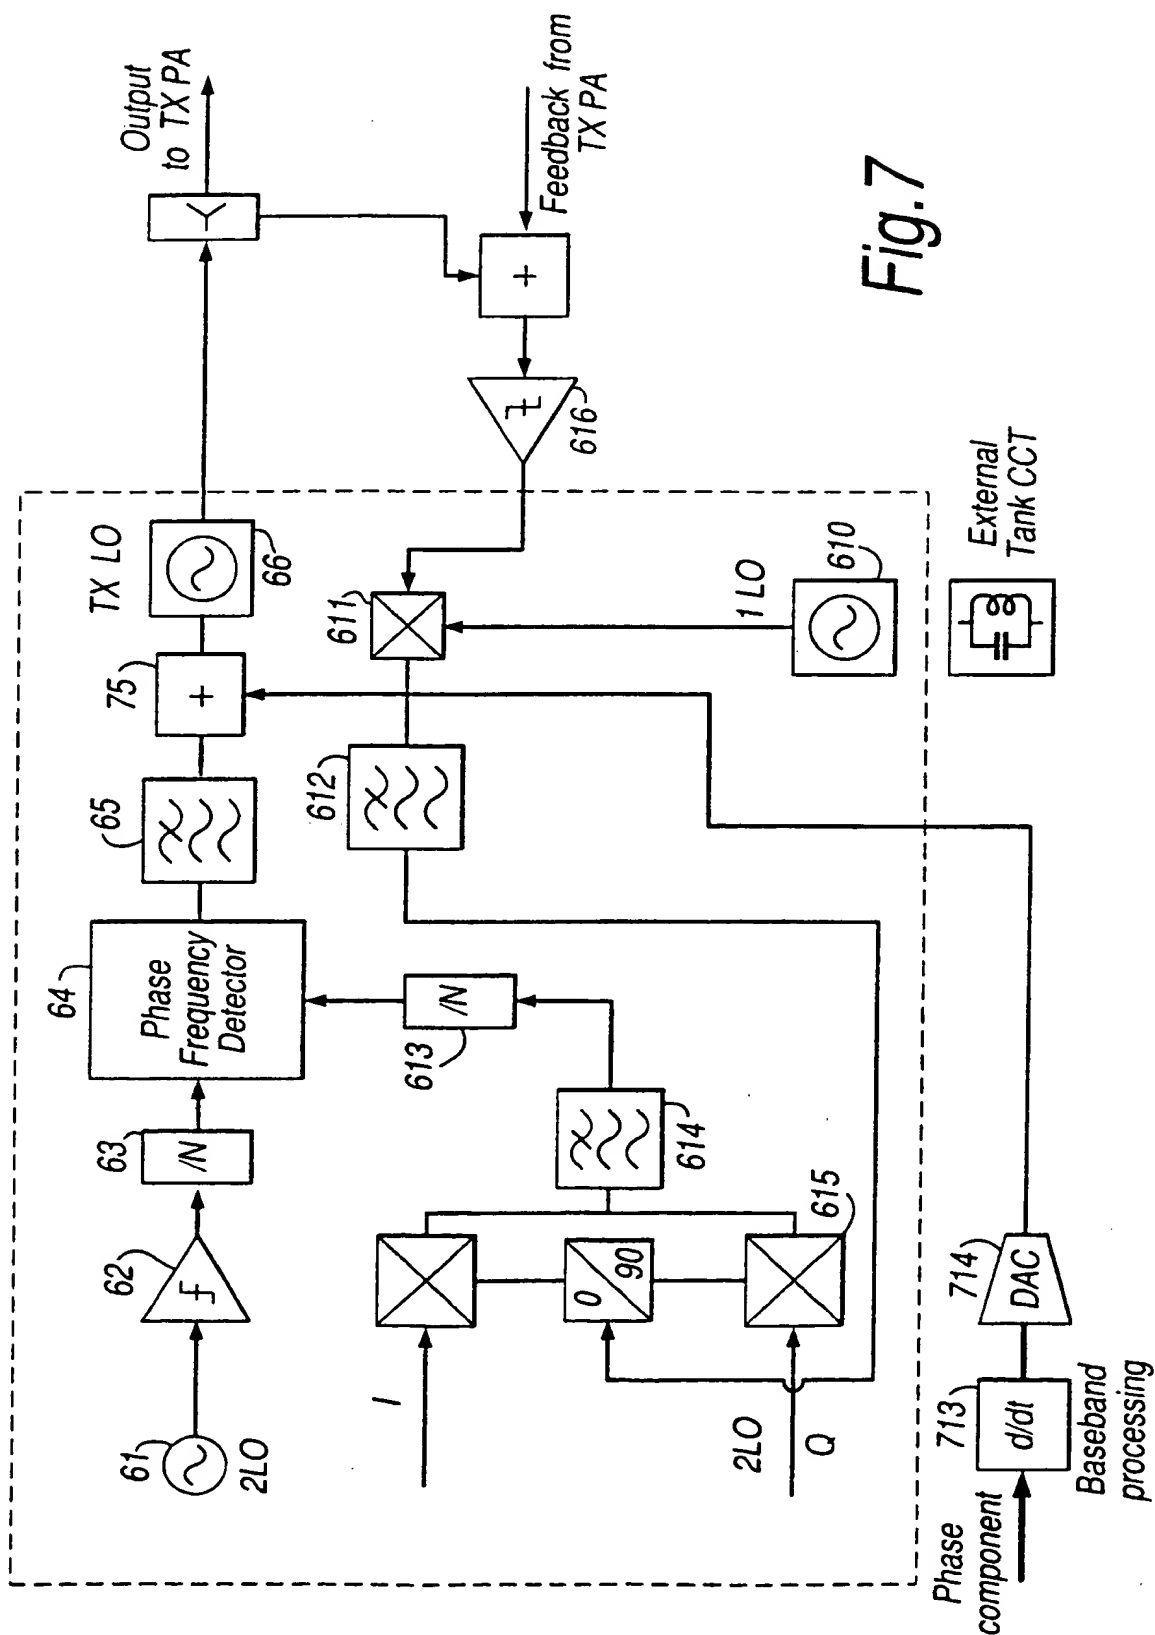 61
2LO
62
63
/N
64
Phase
Frequency
Detector
65
75
+
TX LO
66
Output
to TX PA
Feedback from
TX PA
+
616
611
612
1 LO
610
613
/N
614
I
0
90
615
2LO
Q
External
Tank CCT
Phase
component
713
d/dt
Baseband
processing
714
DAC
Fig.7